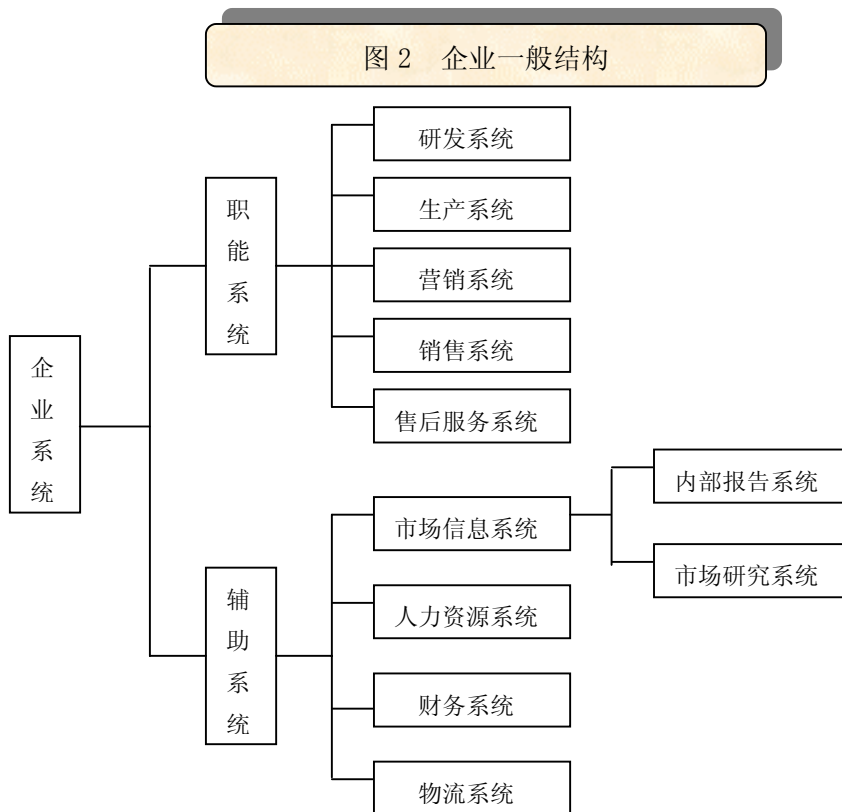 图 2 企业一般结构
研发系统
职能系统
生产系统
营销系统
销售系统
企业系统
售后服务系统
内部报告系统
市场信息系统
市场研究系统
辅助系统
人力资源系统
财务系统
物流系统